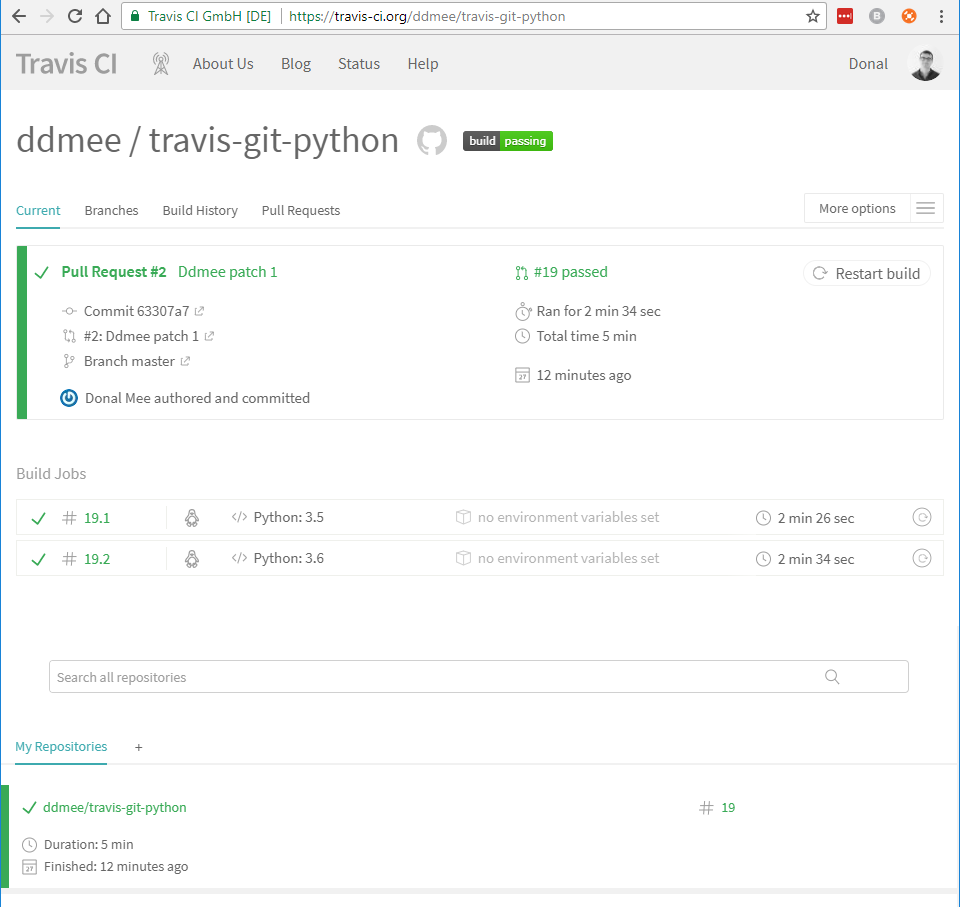 Travis CI GmbH [DE] https://travis-ci.org/ddmee/travis-git-python
Travis CI About Us Blog Status Help Donal
ddmee / travis-git-python build passing
Current Branches Build History Pull Requests More options
Pull Request #2 Ddmee patch 1 #19 passed Restart build
Commit 63307a7 Ran for 2 min 34 sec
#2: Ddmee patch 1 Total time 5 min
Branch master
27 12 minutes ago
Donal Mee authored and committed
Build Jobs
# 19.1 </> Python: 3.5 no environment variables set 2 min 26 sec
# 19.2 </> Python: 3.6 no environment variables set 2 min 34 sec
Search all repositories
My Repositories +
ddmee/travis-git-python # 19
Duration: 5 min
27 Finished: 12 minutes ago